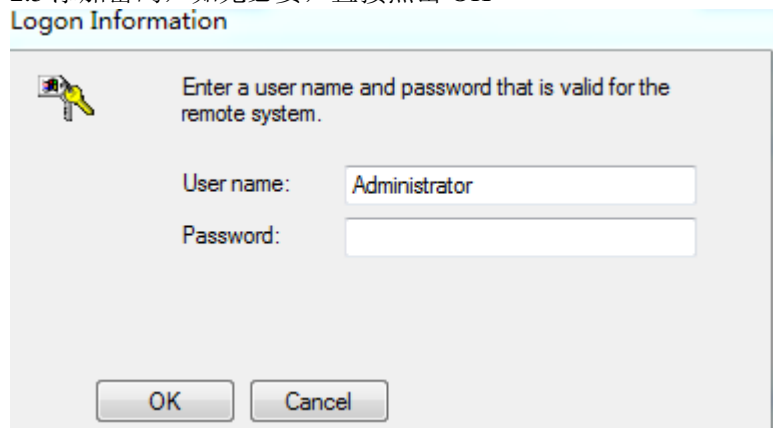 Logon Information
Enter a user name and password that is valid for the
remote system.
User name:
Administrator
Password:
OK
Cancel